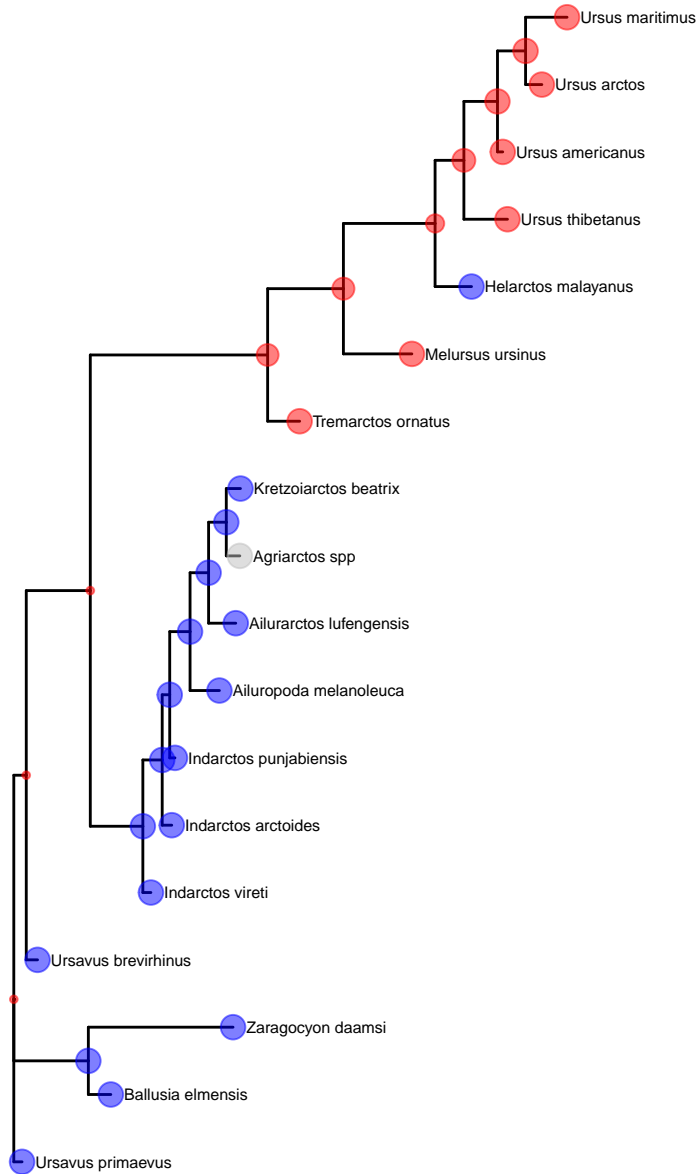 Ursus maritimus
Ursus arctos
Ursus americanus
Ursus thibetanus
Helarctos malayanus
Melursus ursinus
Tremarctos ornatus
Kretzoiarctos beatrix
Agriarctos spp
Ailurarctos lufengensis
Ailuropoda melanoleuca
Indarctos punjabiensis
Indarctos arctoides
Indarctos vireti
Ursavus brevirhinus
Zaragocyon daamsi
Ballusia elmensis
Ursavus primaevus